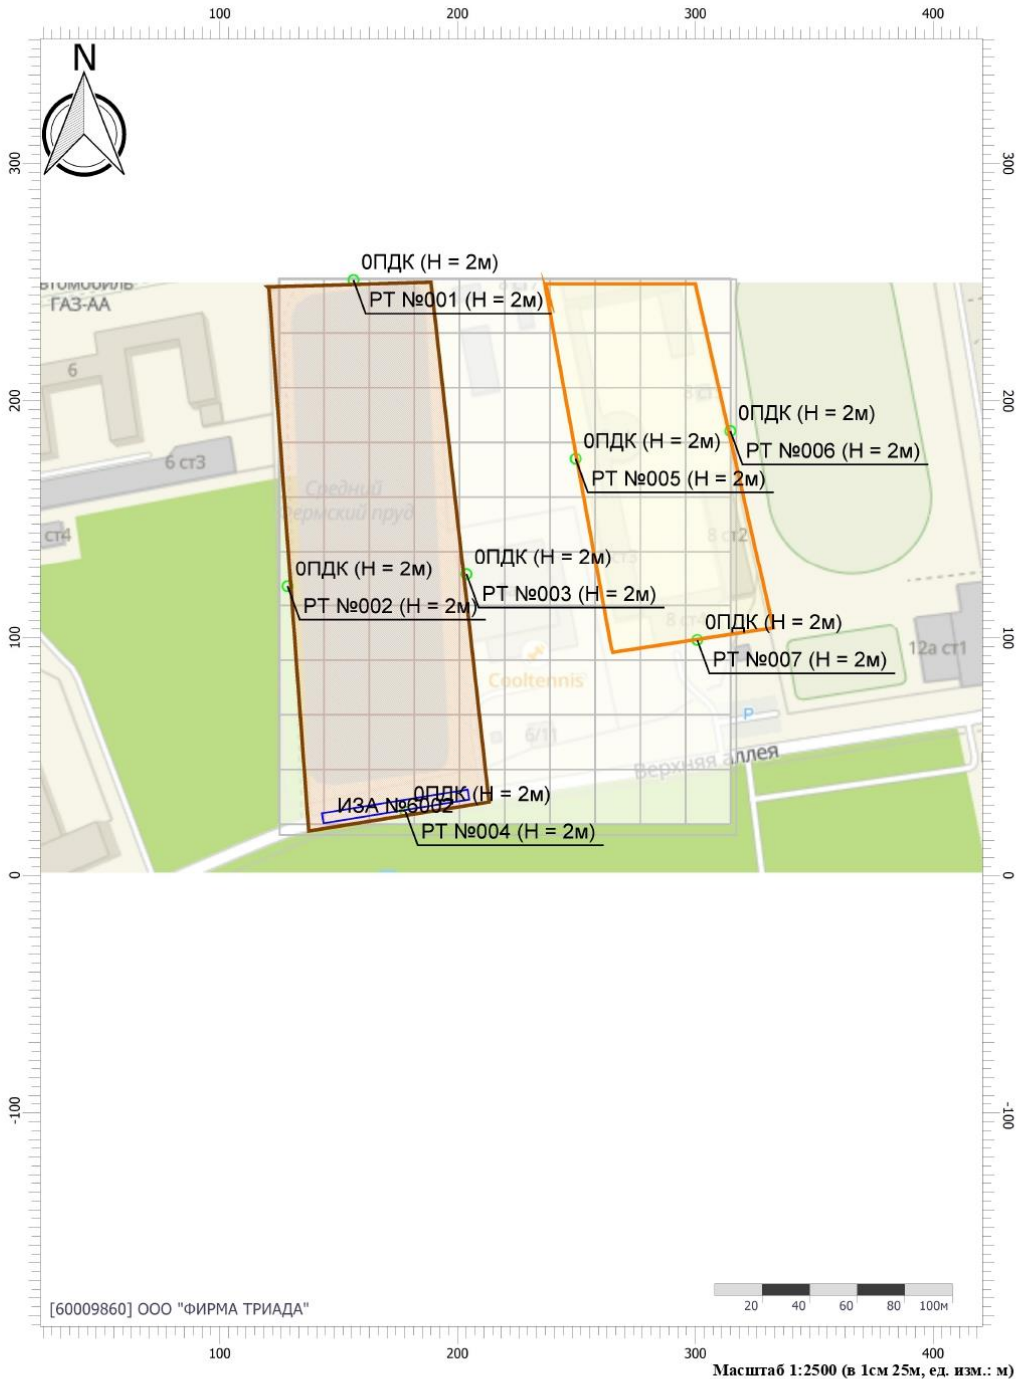 100 200 300 400
N
300 300
0ПДК (Н = 2м)
РТ №001 (Н = 2м)
ГАЗ-АА
6
200 200
0ПДК (Н = 2м)
РТ №006 (Н = 2м)
0ПДК (Н = 2м)
РТ №005 (Н = 2м)
6 ст3
Средний
Пермский пруд
ст4
8 ст2
0ПДК (Н = 2м)
РТ №003 (Н = 2м)
0ПДК (Н = 2м)
РТ №002 (Н = 2м)
100 100
0ПДК (Н = 2м)
РТ №007 (Н = 2м)
12а ст1
Cooltennis
P
6/11
Верхняя аллея
0ПДК (Н = 2м)
ИЗА №6002
РТ №004 (Н = 2м)
0 0
-100 -100
[60009860] ООО "ФИРМА ТРИАДА"
20 40 60 80 100м
100 200 300 400
Масштаб 1:2500 (в 1см 25м, ед. изм.: м)